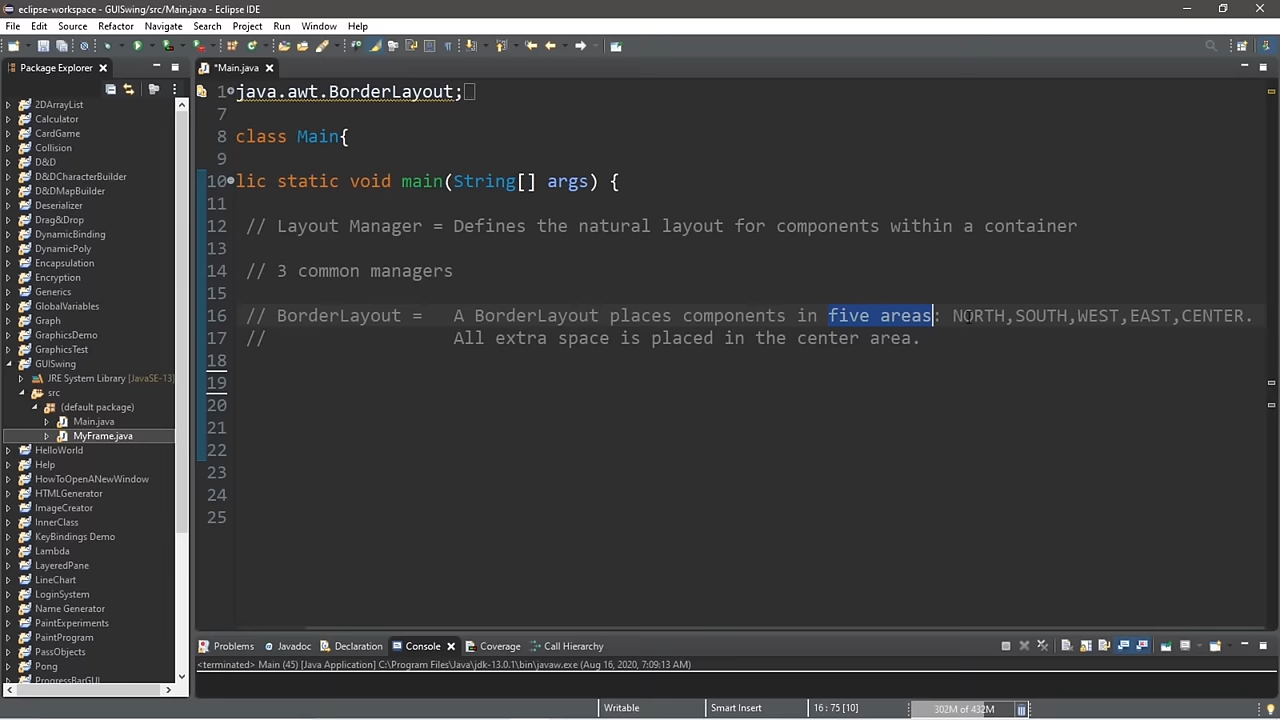 eclipse-workspace - GUISwing/src/Main.java - Eclipse IDE
File Edit Source Refactor Navigate Search Project Run Window Help
Package Explorer
*Main.java
2DArrayList
Calculator
CardGame
Collision
D&D
D&DCharacterBuilder
D&DMapBuilder
Deserializer
Drag&Drop
DynamicBinding
DynamicPoly
Encapsulation
Encryption
Generics
GlobalVariables
Graph
GraphicsDemo
GraphicsTest
GUISwing
JRE System Library [JavaSE-13]
src
(default package)
Main.java
MyFrame.java
HelloWorld
Help
HowToOpenANewWindow
HTMLGenerator
ImageCreator
InnerClass
KeyBindings Demo
Lambda
LayeredPane
LineChart
LoginSystem
Name Generator
PaintExperiments
PaintProgram
PassObjects
Pong
ProgressBarGUI
1 java.awt.BorderLayout;
7
8 class Main{
9
10 lic static void main(String[] args) {
11
12 // Layout Manager = Defines the natural layout for components within a container
13
14 // 3 common managers
15
16 // BorderLayout = A BorderLayout places components in five areas: NORTH,SOUTH,WEST,EAST,CENTER.
17 // All extra space is placed in the center area.
18
19
20
21
22
23
24
25
Problems Javadoc Declaration Console Coverage Call Hierarchy
<terminated> Main (45) [Java Application] C:\Program Files\Java\jdk-13.0.1\bin\javaw.exe (Aug 16, 2020, 7:09:13 AM)
Writable Smart Insert 16 : 75 [10] 302M of 432M